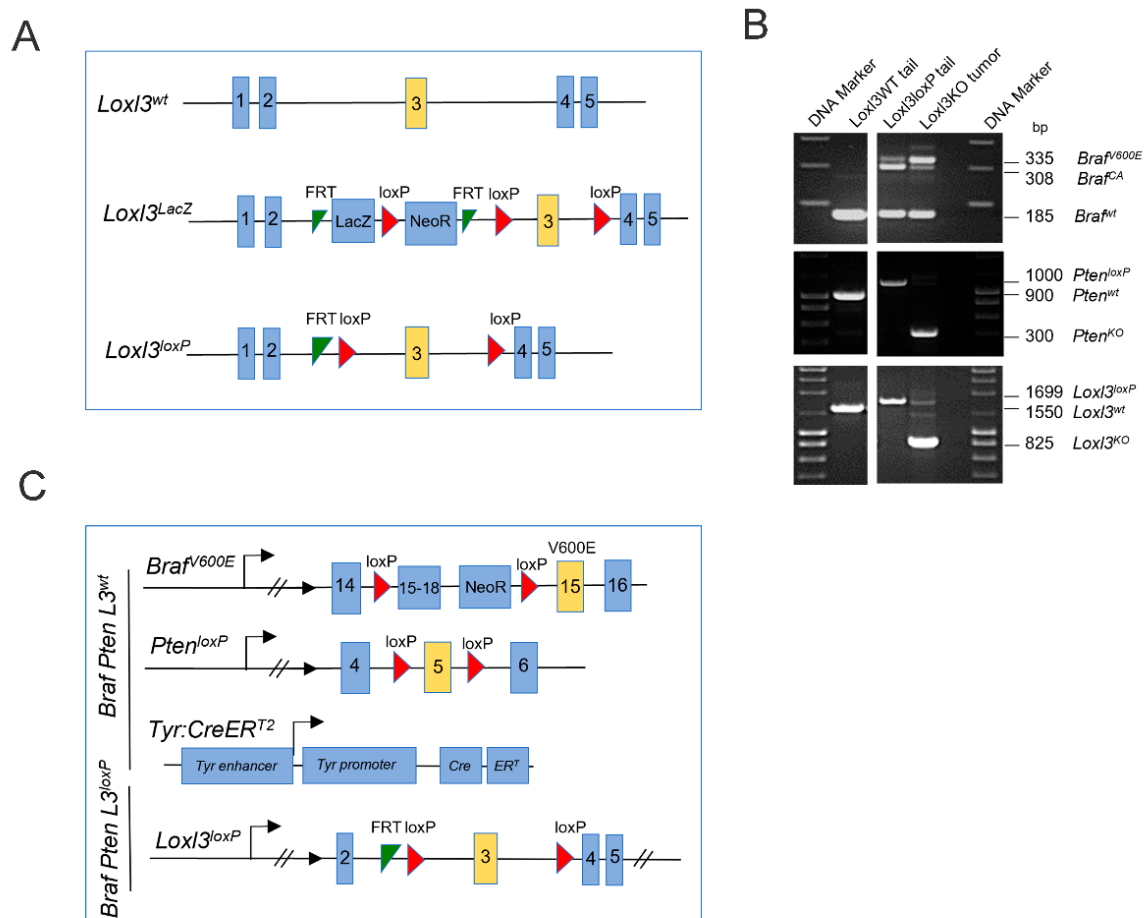 A
Loxl3wt
1 2 3 4 5
FRT loxP FRT loxP loxP
Loxl3LacZ
1 2 LacZ NeoR 3 4 5
FRT loxP loxP
Loxl3loxP
1 2 3 4 5
B
DNA Marker
Loxl3WT tail
Loxl3loxP tail
Loxl3KO tumor
DNA Marker
bp
335 BrafV600E
308 BrafCA
185 Brafwt
1000 PtenloxP
900 Ptenwt
300 PtenKO
1699 Loxl3loxP
1550 Loxl3wt
825 Loxl3KO
C
Braf Pten L3wt
BrafV600E
loxP loxP V600E
14 15-18 NeoR 15 16
PtenloxP
loxP loxP
4 5 6
Tyr:CreERT2
Tyr enhancer Tyr promoter Cre ERT
Braf Pten L3loxP
Loxl3loxP
FRT loxP loxP
2 3 4 5